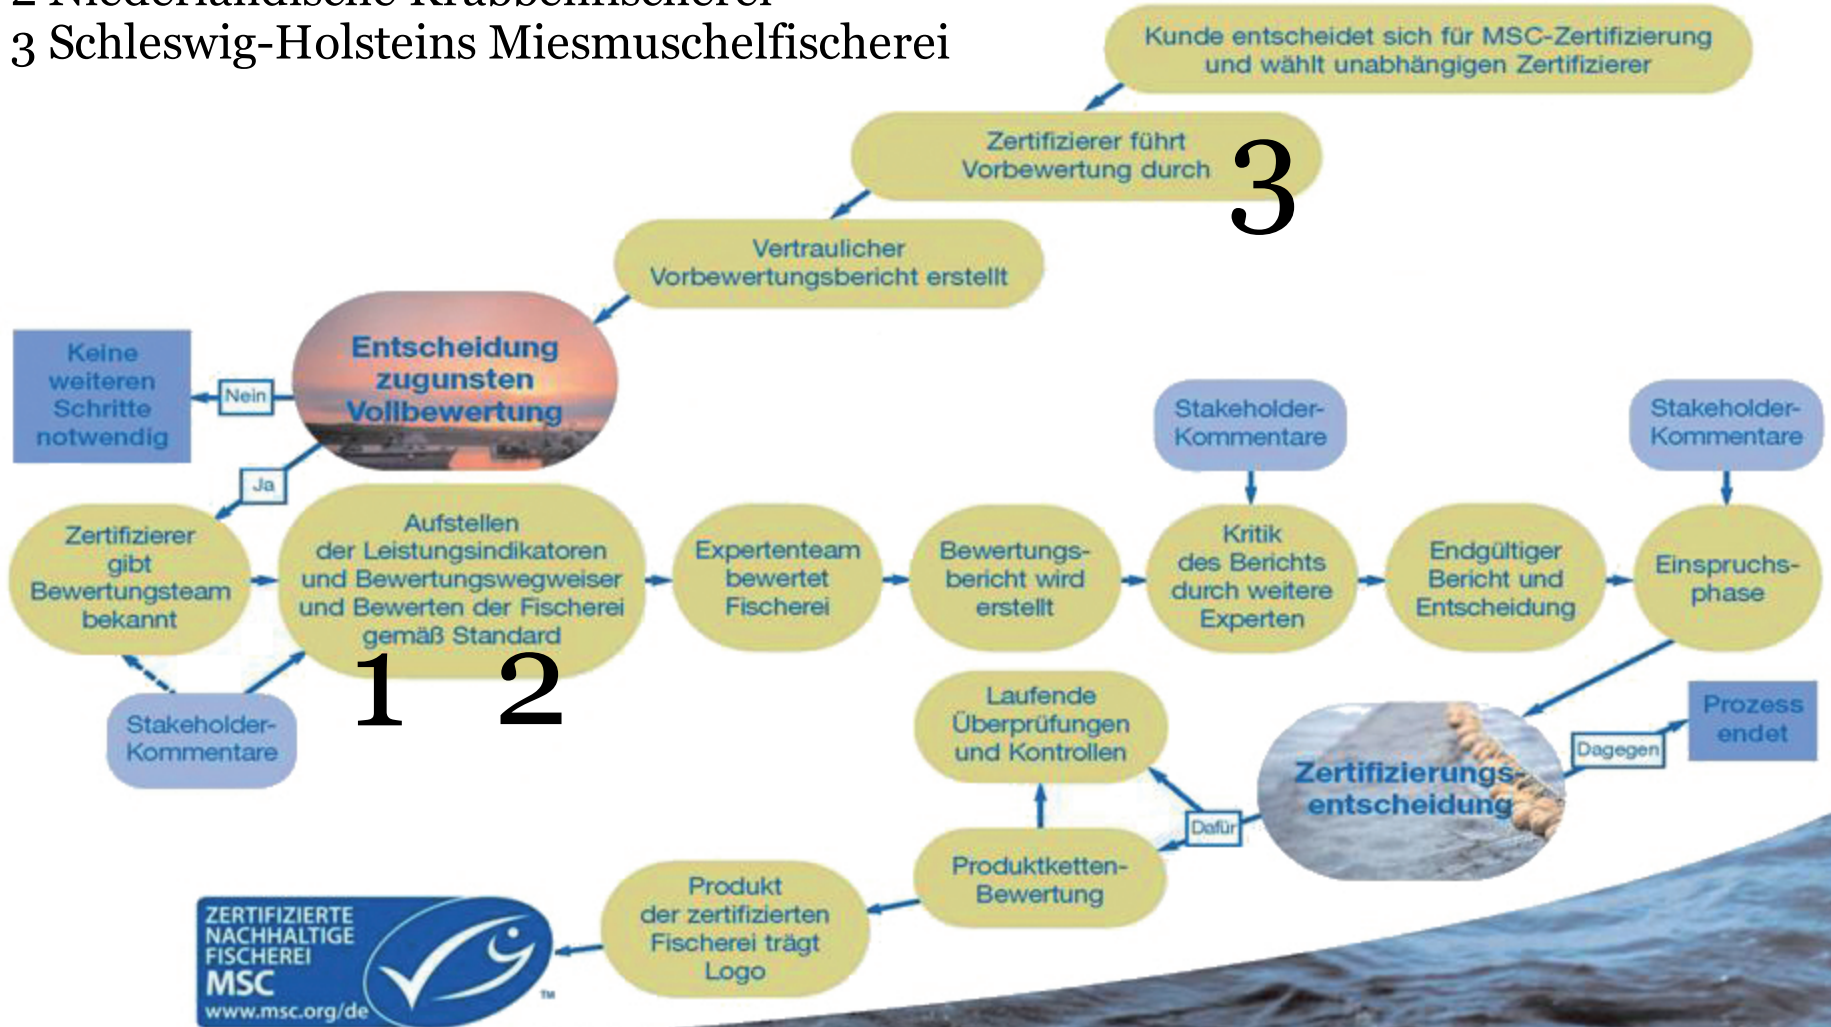 2 Niederländische Krabbenfischerei
3 Schleswig-Holsteins Miesmuschelfischerei
Kunde entscheidet sich für MSC-Zertifizierung
und wählt unabhängigen Zertifizierer
Zertifizierer führt
Vorbewertung durch
3
Vertraulicher
Vorbewertungsbericht erstellt
Entscheidung
zugunsten
Vollbewertung
Nein
Keine
weiteren
Schritte
notwendig
Ja
Zertifizierer
gibt
Bewertungsteam
bekannt
Stakeholder-
Kommentare
Aufstellen
der Leistungsindikatoren
und Bewertungswegweiser
und Bewerten der Fischerei
gemäß Standard
1 2
Expertenteam
bewertet
Fischerei
Bewertungs-
bericht wird
erstellt
Stakeholder-
Kommentare
Kritik
des Berichts
durch weitere
Experten
Endgültiger
Bericht und
Entscheidung
Stakeholder-
Kommentare
Einspruchs-
phase
Zertifizierungs-
entscheidung
Dagegen
Prozess
endet
Dafür
Laufende
Überprüfungen
und Kontrollen
Produktketten-
Bewertung
Produkt
der zertifizierten
Fischerei trägt
Logo
ZERTIFIZIERTE
NACHHALTIGE
FISCHEREI
MSC
www.msc.org/de
TM